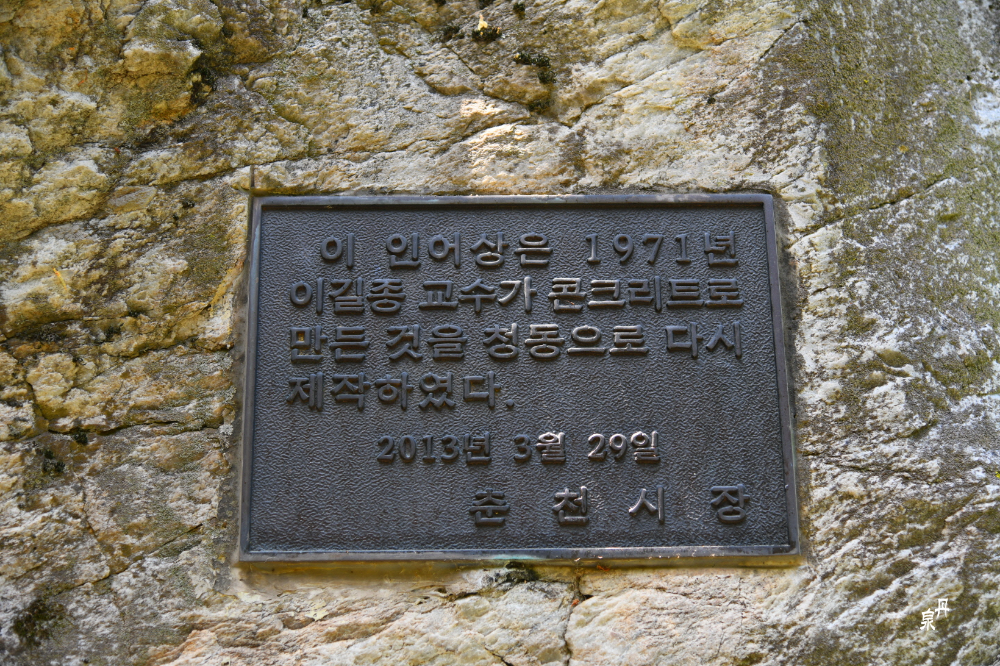 이 인어상은 1971년
이길종 교수가 콘크리트로
만든 것을 청동으로 다시
제작하였다.
2013년 3월 29일
춘천시장
丹
泉